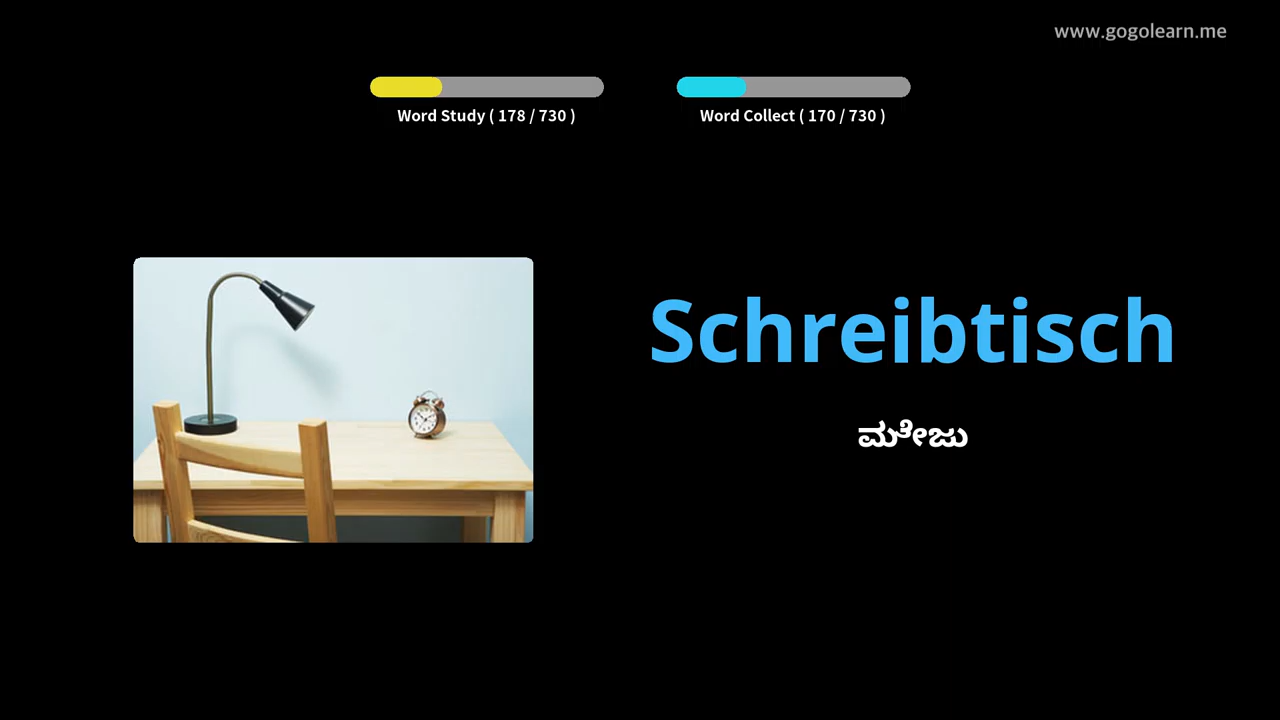 www.gogolearn.me
Word Study ( 178 / 730 )
Word Collect ( 170 / 730 )
Schreibtisch
ಮೇಜು